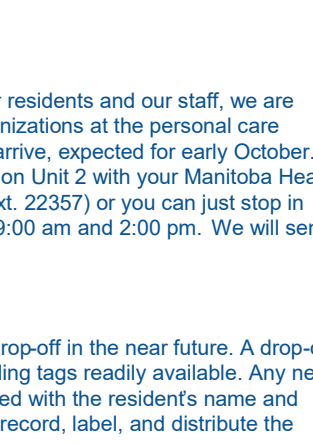 residents and our staff, we are
nizations at the personal care
arrive, expected for early October.
on Unit 2 with your Manitoba Hea
xt. 22357) or you can just stop in
9:00 am and 2:00 pm. We will ser
rop-off in the near future. A drop-o
ling tags readily available. Any ne
ed with the resident's name and
record, label, and distribute the